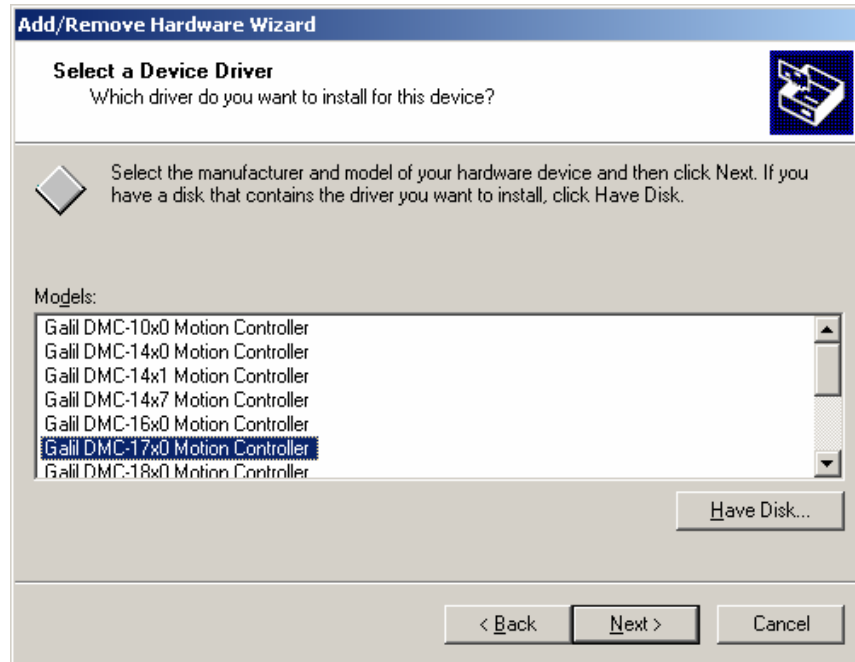 Add/Remove Hardware Wizard
Select a Device Driver
Which driver do you want to install for this device?
Select the manufacturer and model of your hardware device and then click Next. If you
have a disk that contains the driver you want to install, click Have Disk.
Models:
Galil DMC-10x0 Motion Controller
Galil DMC-14x0 Motion Controller
Galil DMC-14x1 Motion Controller
Galil DMC-14x7 Motion Controller
Galil DMC-16x0 Motion Controller
Galil DMC-17x0 Motion Controller
Galil DMC-18x0 Motion Controller
Have Disk...
< Back Next > Cancel